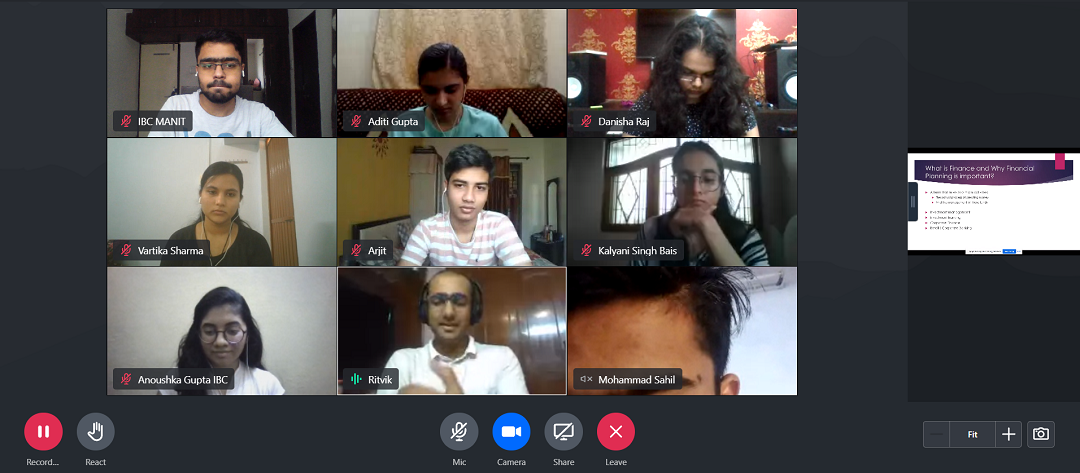 IBC MANIT
Aditi Gupta
Danisha Raj
Vartika Sharma
Arjit
Kalyani Singh Bais
Anoushka Gupta IBC
Ritvik
Mohammad Sahil
What is Finance and Why Financial
Planning is important?
Record...
React
Mic
Camera
Share
Leave
Fit